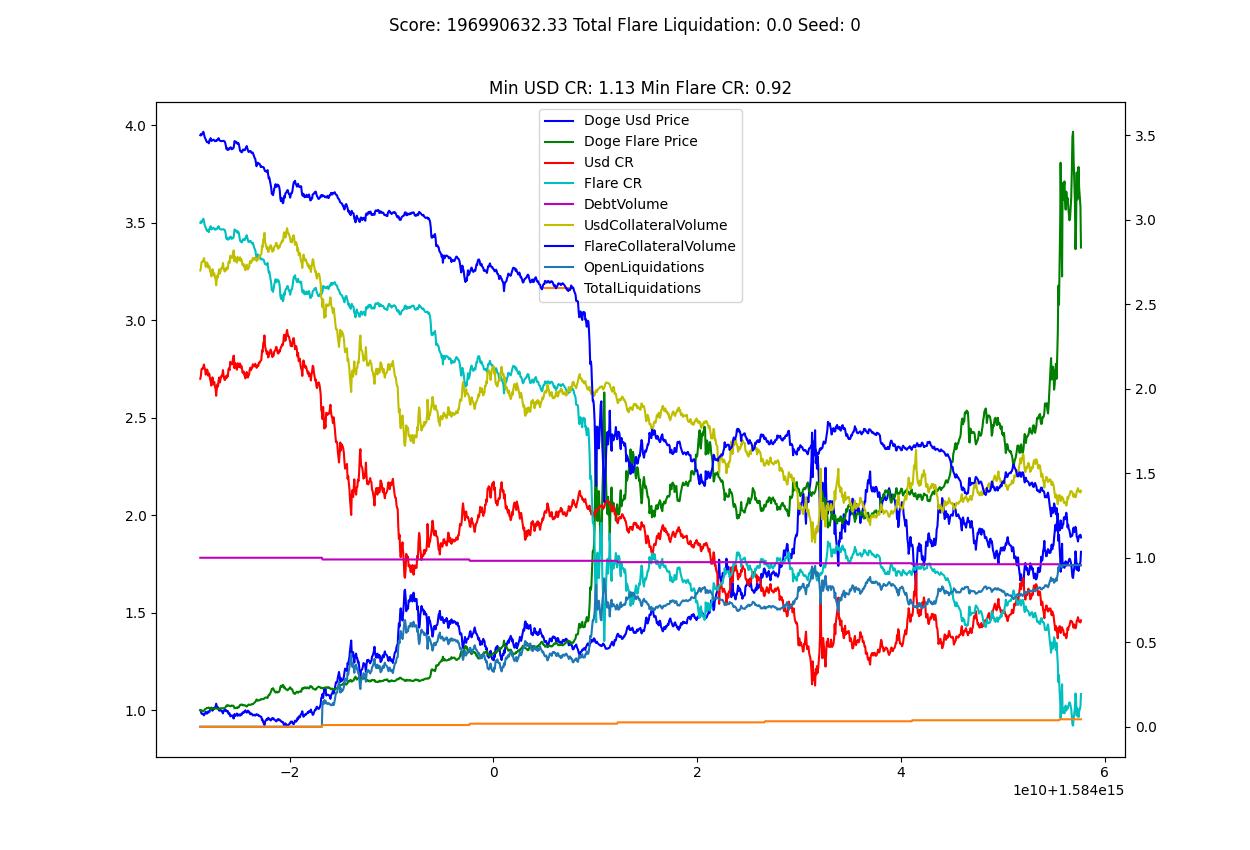 Score: 196990632.33 Total Flare Liquidation: 0.0 Seed: 0
Min USD CR: 1.13 Min Flare CR: 0.92
Doge Usd Price
Doge Flare Price
Usd CR
Flare CR
DebtVolume
UsdCollateralVolume
FlareCollateralVolume
OpenLiquidations
TotalLiquidations
4.0
3.5
3.0
2.5
2.0
1.5
1.0
3.5
3.0
2.5
2.0
1.5
1.0
0.5
0.0
−2 0 2 4 6
1e10+1.584e15